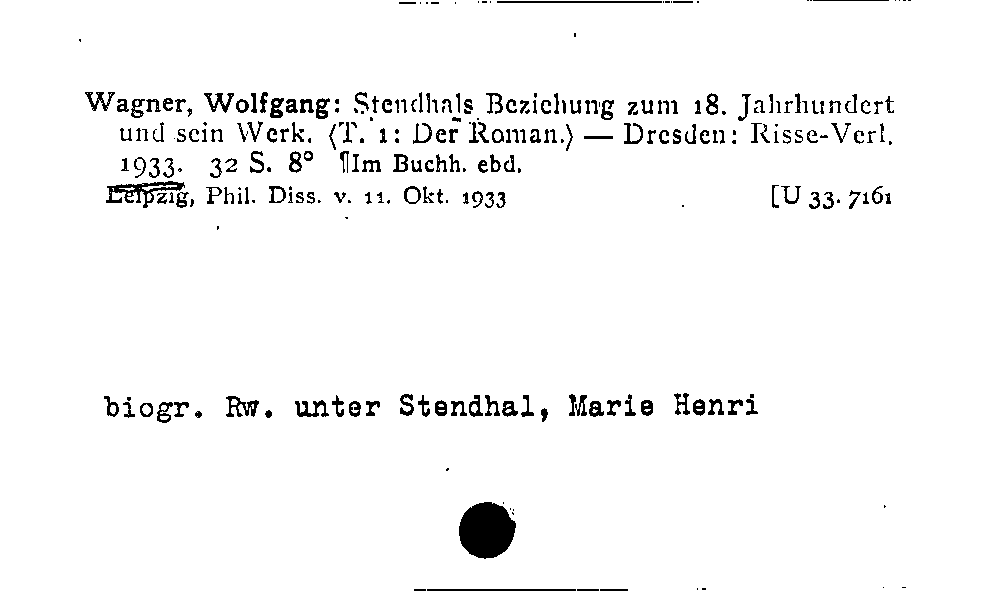 Wagner, Wolfgang: Stendhals Beziehung zum 18. Jahrhundert
und sein Werk. ⟨T. 1: Der Roman.⟩ — Dresden: Risse-Verl.
1933. 32 S. 8° ¶Im Buchh. ebd.
Leipzig, Phil. Diss. v. 11. Okt. 1933 [U 33. 7161
biogr. Rw. unter Stendhal, Marie Henri